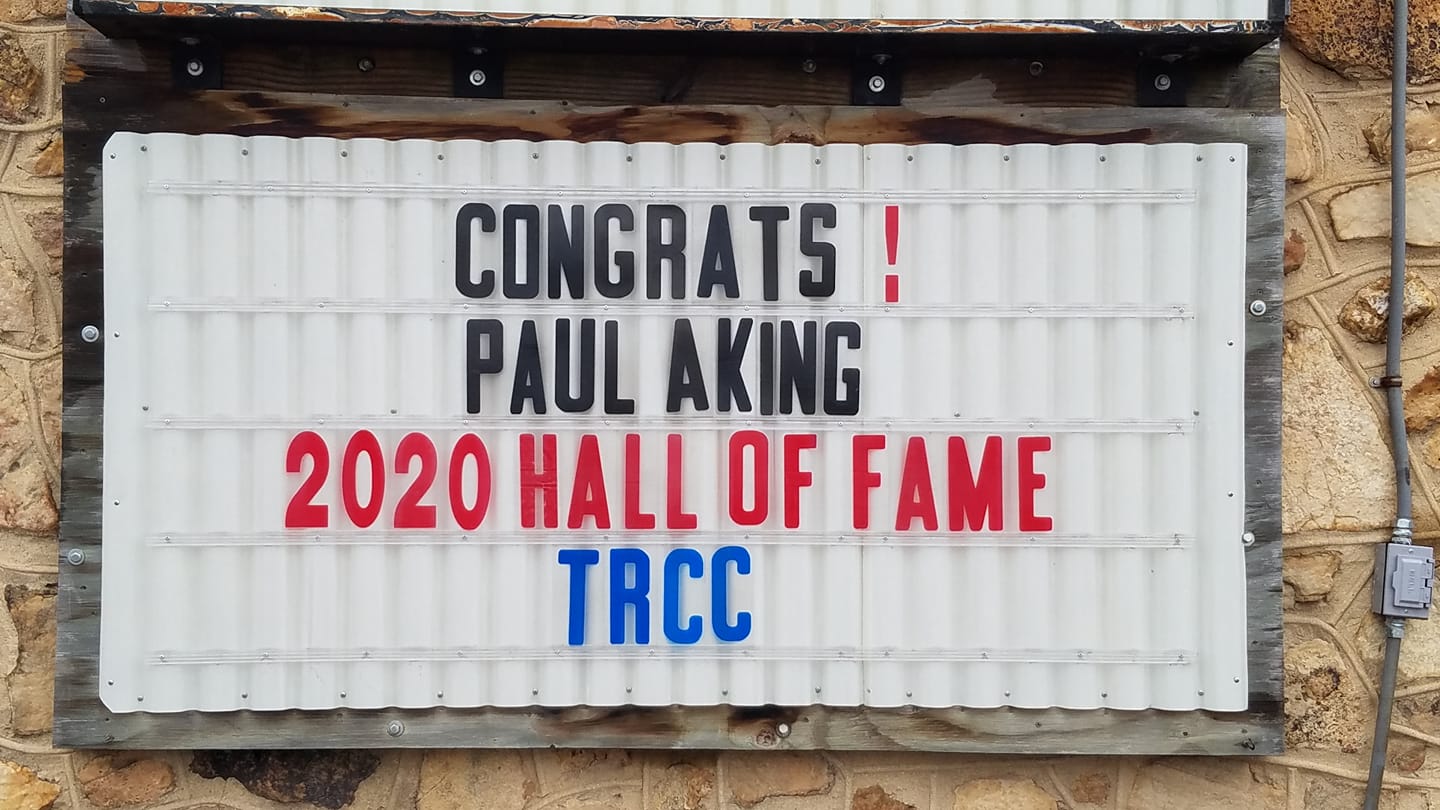 CONGRATS !
PAUL AKING
2020 HALL OF FAME
TRCC